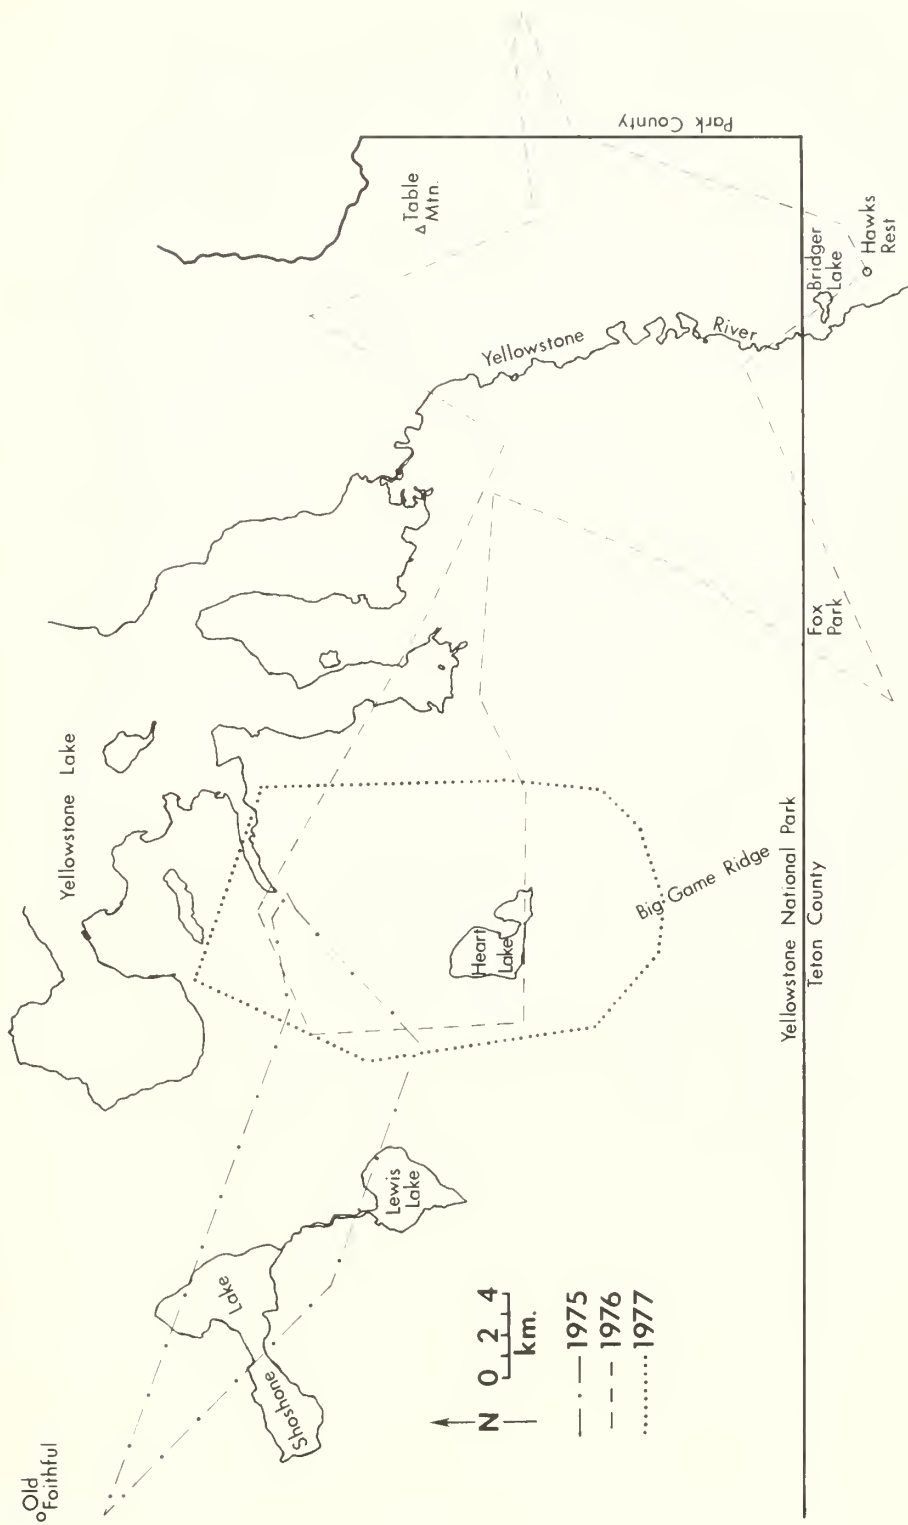 Old
Foithful
Yellowstone Lake
Shoshone
Lake
Lewis
Lake
Heart
Lake
Big Game Ridge
Table
Mtn.
Yellowstone
River
Park County
Bridger
Lake
Hawks
Rest
Fox
Park
Yellowstone National Park
Teton County
N
0 2 4
km.
1975
1976
1977